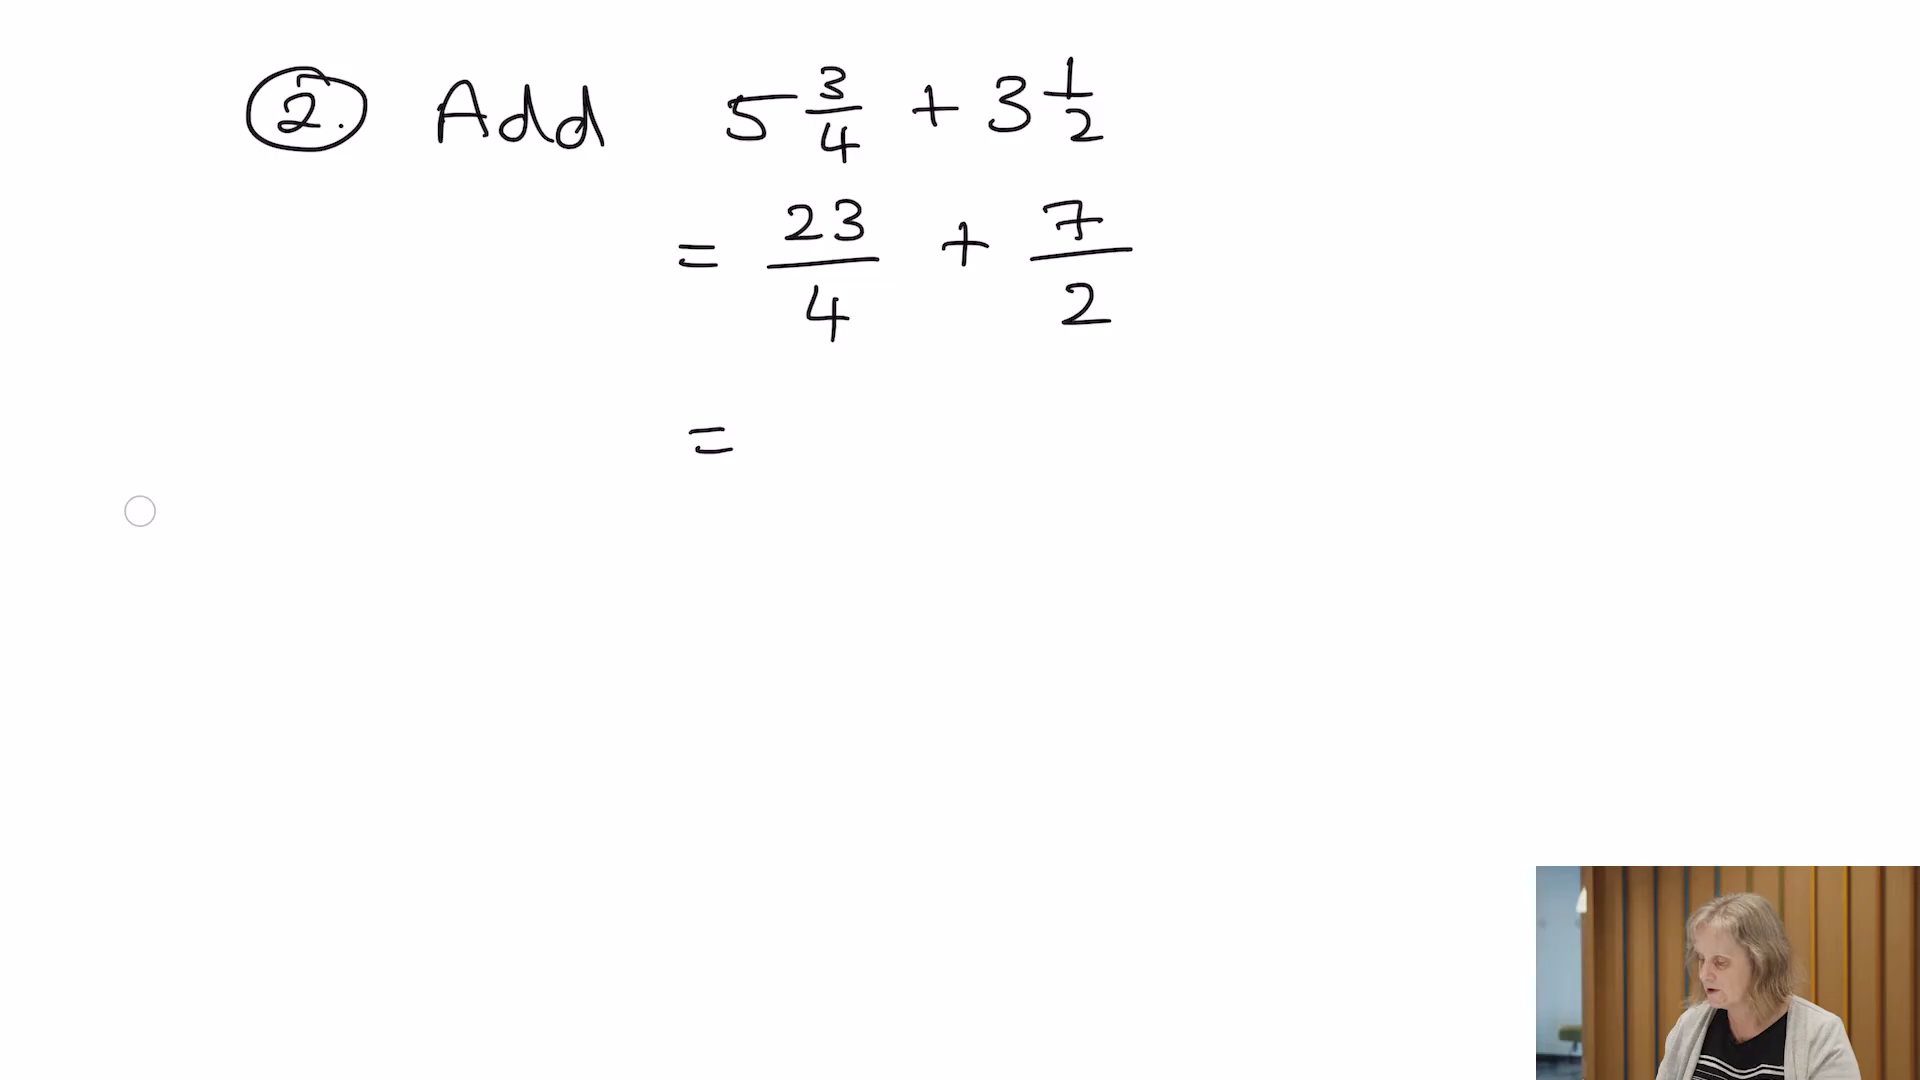 2. Add 5 3/4 + 3 1/2
= 23/4 + 7/2
=